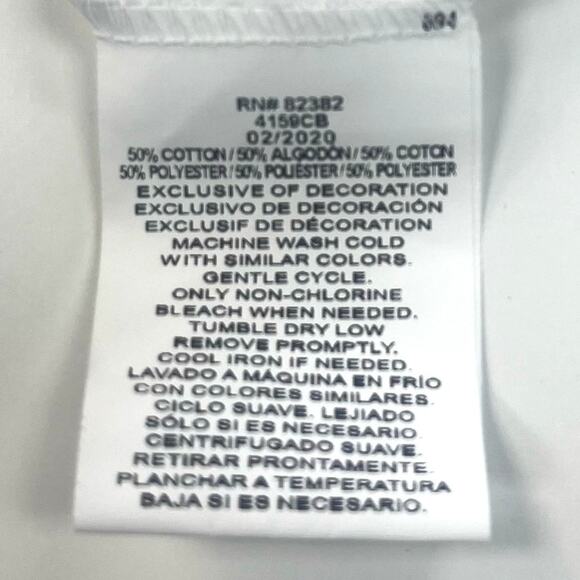 894
RN# 82382
4159CB
02/2020
50% COTTON / 50% ALGODÓN / 50% COTON
50% POLYESTER / 50% POLIÉSTER / 50% POLYESTER
EXCLUSIVE OF DECORATION
EXCLUSIVO DE DECORACIÓN
EXCLUSIF DE DÉCORATION
MACHINE WASH COLD
WITH SIMILAR COLORS.
GENTLE CYCLE.
ONLY NON-CHLORINE
BLEACH WHEN NEEDED.
TUMBLE DRY LOW
REMOVE PROMPTLY.
COOL IRON IF NEEDED.
LAVADO A MÁQUINA EN FRÍO
CON COLORES SIMILARES.
CICLO SUAVE. LEJIADO
SÓLO SI ES NECESARIO.
CENTRIFUGADO SUAVE.
RETIRAR PRONTAMENTE.
PLANCHAR A TEMPERATURA
BAJA SI ES NECESARIO.